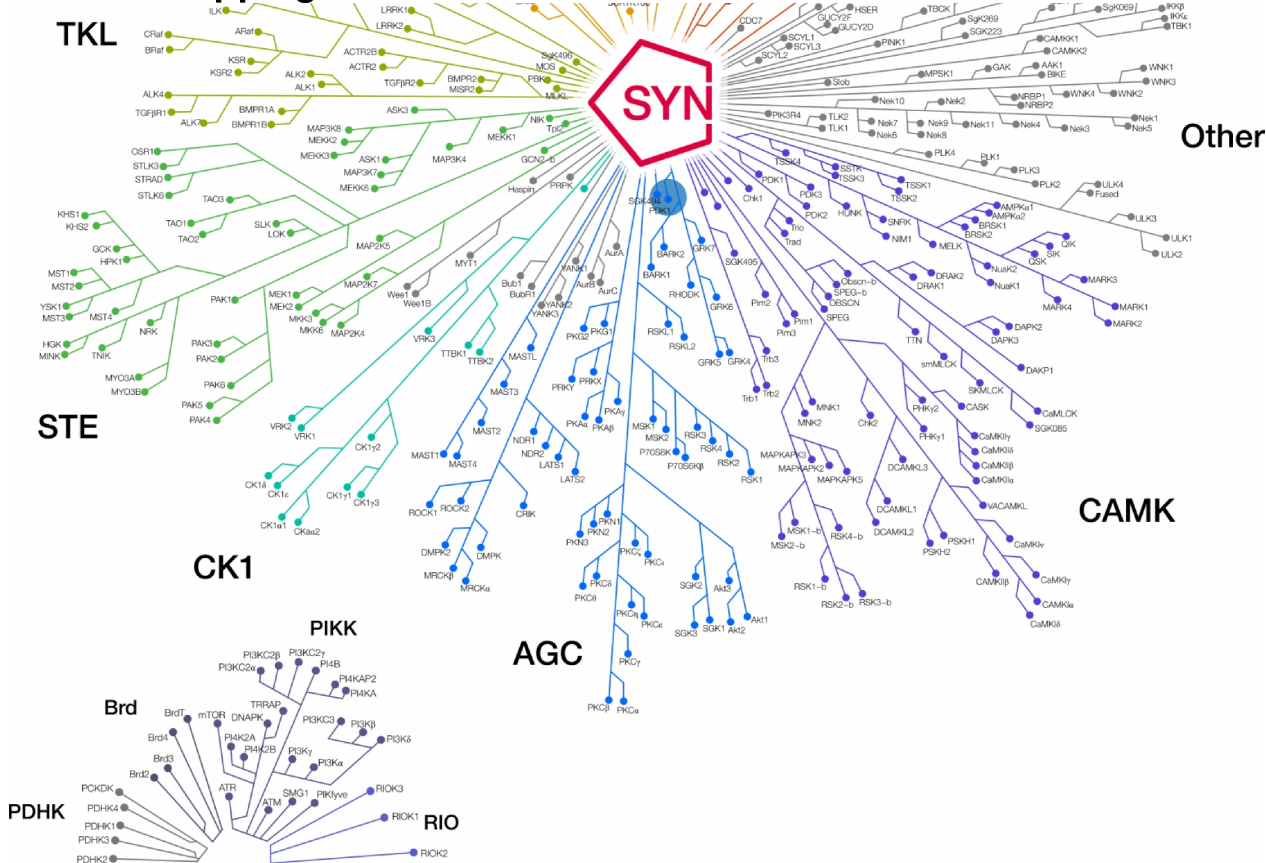 TKL
ILK
LRRK1
LRRK2
CRaf
BRaf
ARaf
KSR
KSR2
ACTR2B
ACTR2
TGFβR2
BMPR2
MISR2
ALK2
ALK1
ALK4
TGFβR1
ALK7
BMPR1A
BMPR1B
SgK496
MOS
PBK
MLKL
SYN
CDC7
HSER
GUCY2F
GUCY2D
SCYL1
SCYL3
SCYL2
TBCK
SgK269
SGK223
PINK1
SgK069
IKKβ
IKKε
TBK1
CAMKK1
CAMKK2
Slob
MPSK1
GAK
AAK1
BIKE
WNK1
WNK3
WNK4
WNK2
NRBP1
NRBP2
Nek10
Nek2
PIK3R4
TLK2
TLK1
Nek7
Nek6
Nek9
Nek8
Nek11
Nek4
Nek3
Nek1
Nek5
Other
PLK4
PLK1
PLK3
PLK2
ULK4
Fused
ULK3
ULK1
ULK2
ASK3
MAP3K8
MEKK2
MEKK3
ASK1
MAP3K7
MEKK6
MAP3K4
MEKK1
NIK
Tpl2
GCN2~b
OSR1
STLK3
STRAD
STLK6
TAO3
TAO1
TAO2
SLK
LOK
KHS1
KHS2
GCK
HPK1
MST1
MST2
YSK1
MST3
MST4
HGK
MINK
NRK
TNIK
MYO3A
MYO3B
PAK1
PAK3
PAK2
PAK6
PAK5
PAK4
MAP2K5
MAP2K7
MEK1
MEK2
MKK3
MKK6
MAP2K4
STE
Haspin
PRPK
MYT1
Wee1
Wee1B
Bub1
BubR1
AurA
AurB
AurC
YANK1
YANK2
YANK3
VRK3
TTBK1
TTBK2
VRK2
VRK1
CK1γ2
CK1δ
CK1ε
CK1γ1
CK1γ3
CK1α1
CKaα2
CK1
SGK494
PDK1
BARK2
BARK1
GRK7
RHODK
GRK6
GRK5
GRK4
RSKL1
RSKL2
PKG2
PKG1
PRKY
PRKX
PKAγ
PKAα
PKAβ
MASTL
MAST3
MAST2
MAST1
MAST4
NDR1
NDR2
LATS1
LATS2
ROCK1
ROCK2
CRIK
DMPK2
DMPK
MRCKβ
MRCKα
MSK1
MSK2
P70S6K
P70S6Kβ
RSK3
RSK4
RSK2
RSK1
PKN1
PKN2
PKN3
PKCζ
PKCι
PKCδ
PKCθ
PKCη
PKCε
PKCγ
PKCβ
PKCα
SGK2
SGK3
SGK1
Akt3
Akt2
Akt1
AGC
TSSK4
SSTK
TSSK3
TSSK1
TSSK2
Chk1
PDK1
PDK3
PDK2
HUNK
SNRK
NIM1
MELK
Trio
Trad
AMPKα1
AMPKα2
BRSK1
BRSK2
QIK
SIK
QSK
NuaK2
NuaK1
MARK3
MARK4
MARK1
MARK2
SGK495
Obscn~b
SPEG~b
OBSCN
SPEG
DRAK2
DRAK1
Pim2
Pim1
Pim3
Trb3
Trb1
Trb2
TTN
smMLCK
SKMLCK
CaMLCK
SGK085
DAPK2
DAPK3
DAKP1
MNK1
MNK2
MAPKAPK3
MAPKAPK2
MAPKAPK5
Chk2
PHKγ2
PHKγ1
CASK
CaMKIIγ
CaMKIIδ
CaMKIIβ
CaMKIIα
DCAMKL3
DCAMKL1
DCAMKL2
VACAMKL
MSK1~b
MSK2~b
RSK4~b
RSK1~b
RSK2~b
RSK3~b
PSKH1
PSKH2
CaMKIv
CAMKIIβ
CaMKIγ
CAMKIα
CaMKIδ
CAMK
PIKK
PI3KC2β
PI3KC2γ
PI3KC2α
PI4B
PI4KAP2
PI4KA
Brd
BrdT
Brd4
Brd3
Brd2
mTOR
TRRAP
DNAPK
PI4K2A
PI4K2B
PI3KC3
PI3Kβ
PI3Kδ
PI3Kγ
PI3Kα
ATR
ATM
SMG1
PIKfyve
PDHK
PCKDK
PDHK4
PDHK1
PDHK3
PDHK2
RIOK3
RIOK1
RIOK2
RIO